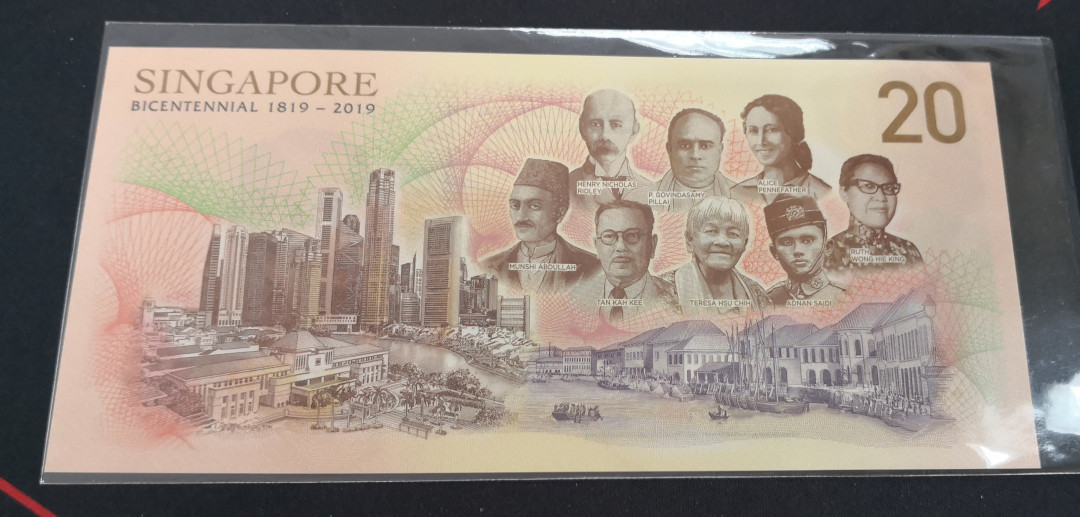 SINGAPORE
BICENTENNIAL 1819 – 2019
20
HENRY NICHOLAS
RIDLEY
P. GOVINDASAMY
PILLAI
ALICE
PENNEFATHER
MUNSHI ABDULLAH
TAN KAH KEE
TERESA HSU CHIH
ADNAN SAIDI
RUTH
WONG HIE KING